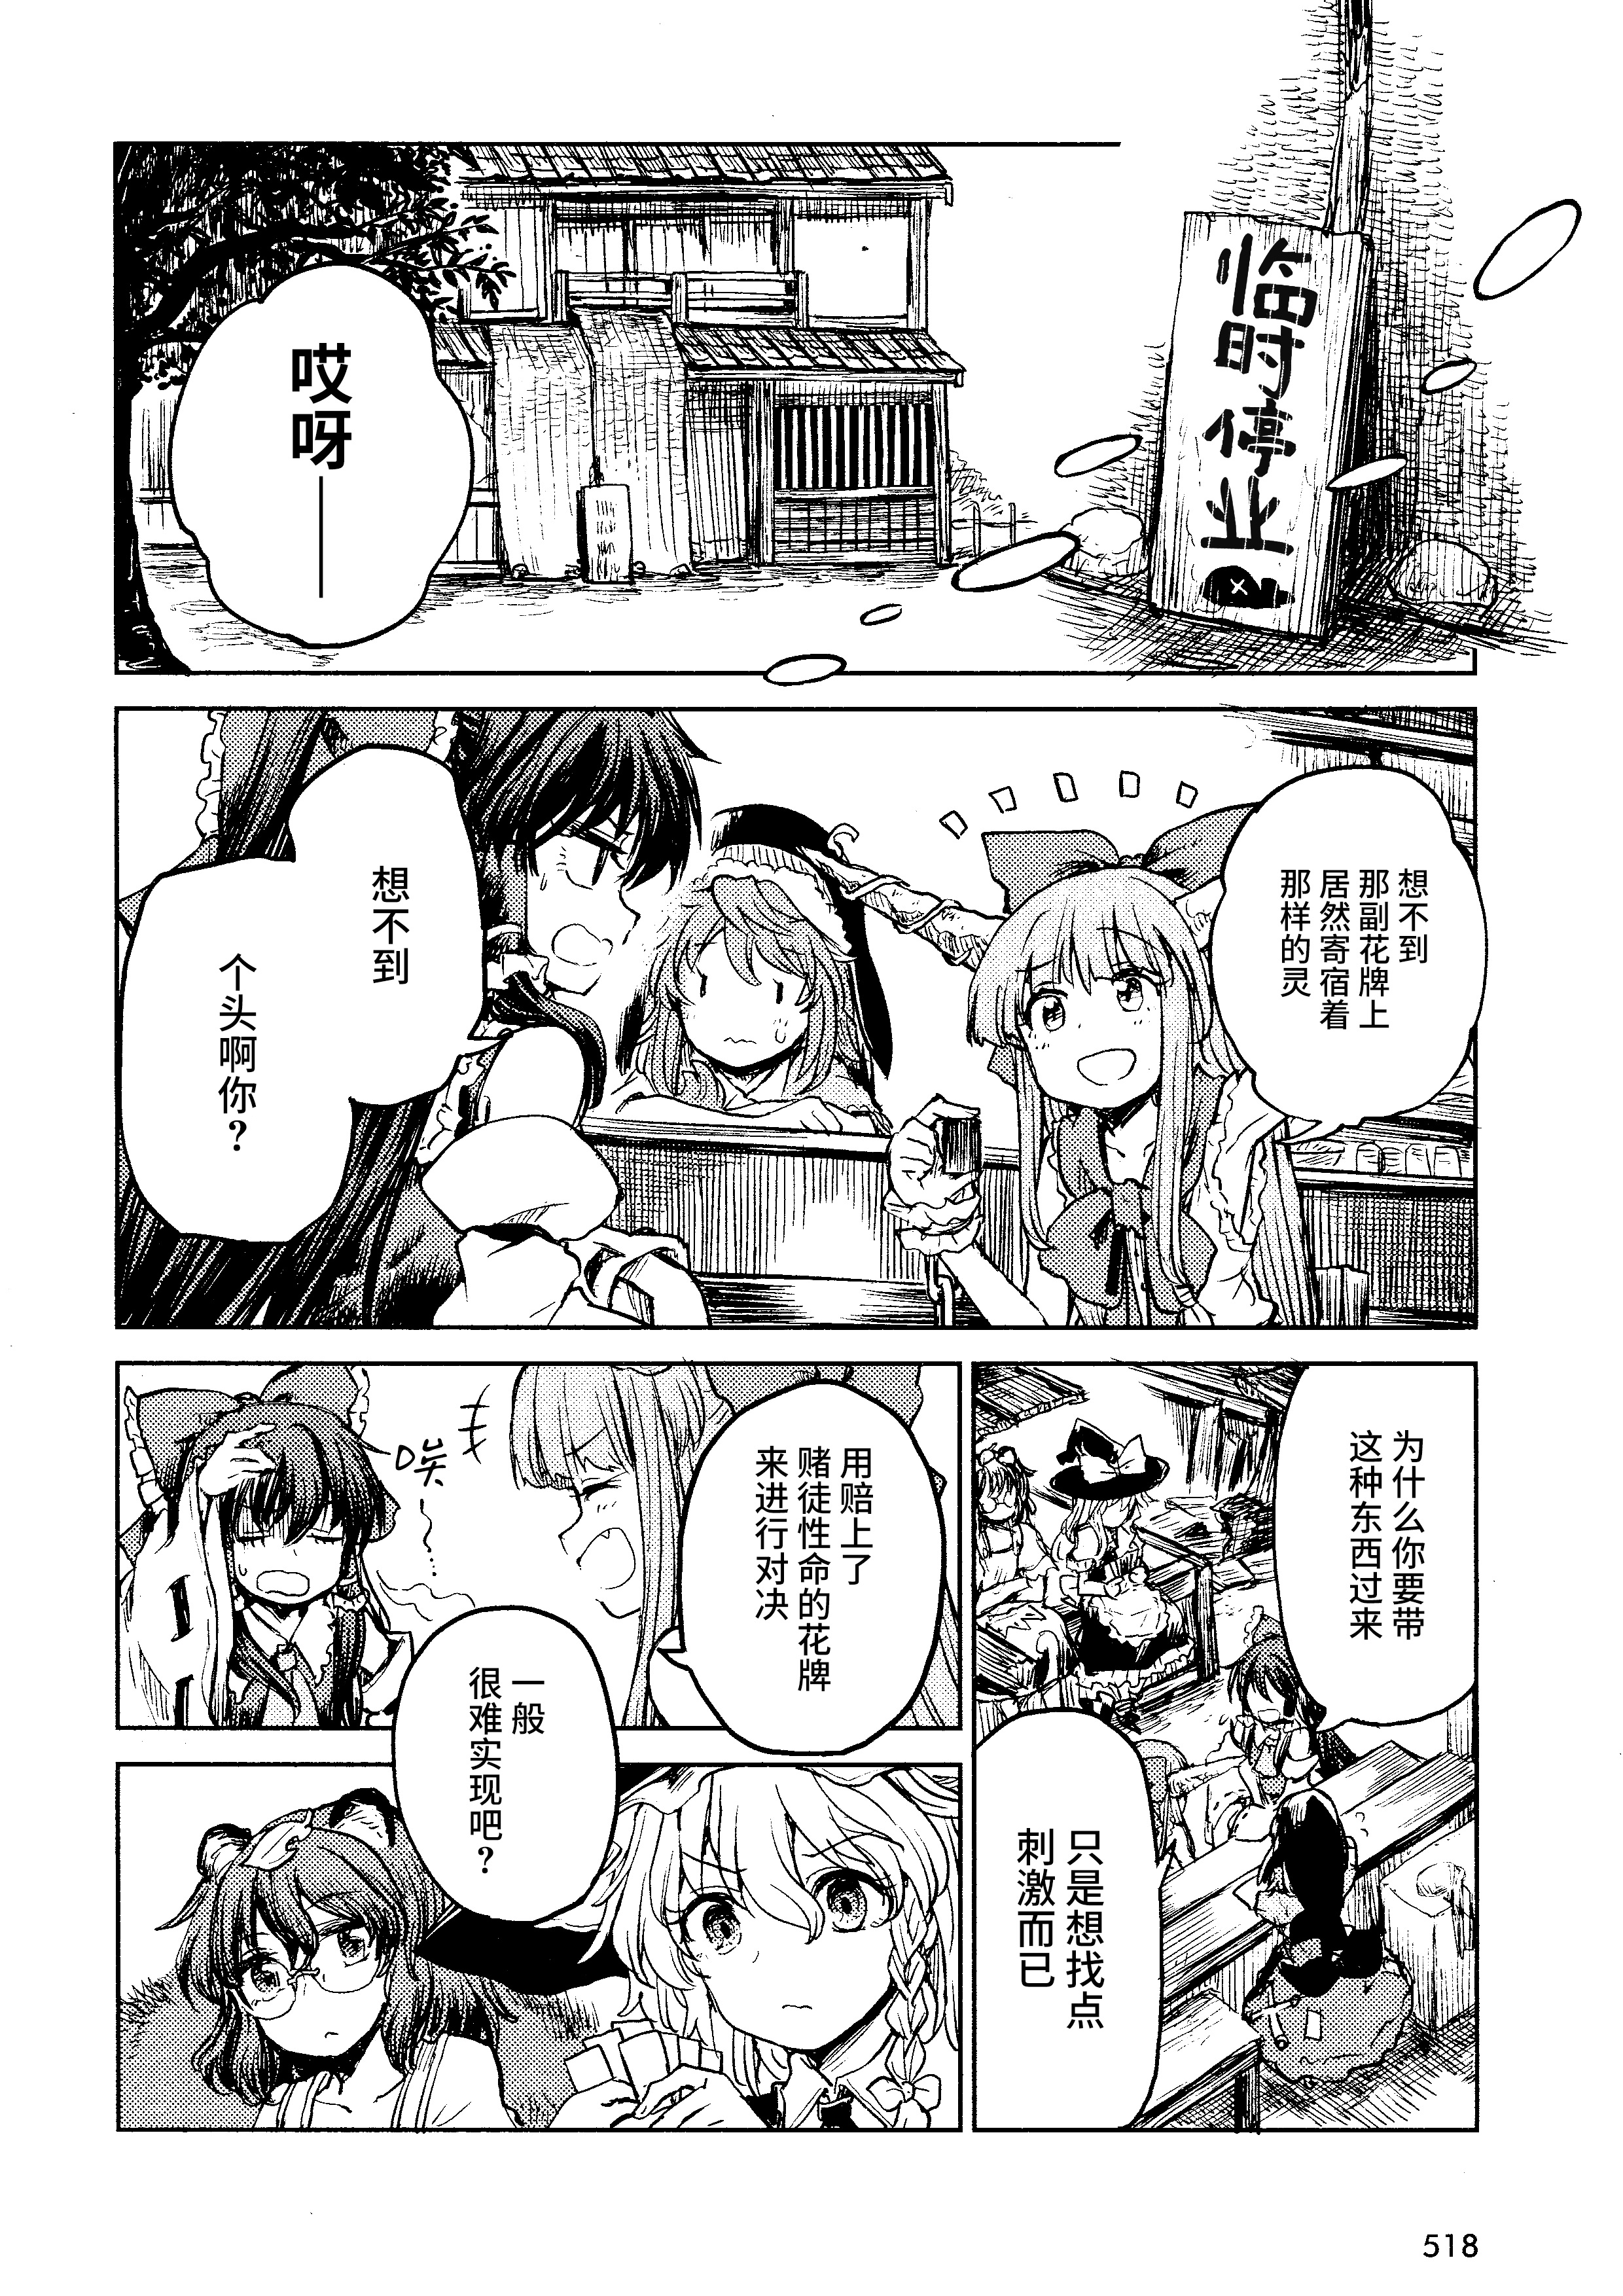 临时停业
哎呀——
想不到
那副花牌上
居然寄宿着
那样的灵
想不到
个头啊你？
为什么你要带
这种东西过来
只是想找点
刺激而已
用赔上了
赌徒性命的花牌
来进行对决
唉～…
一般
很难实现吧？
518